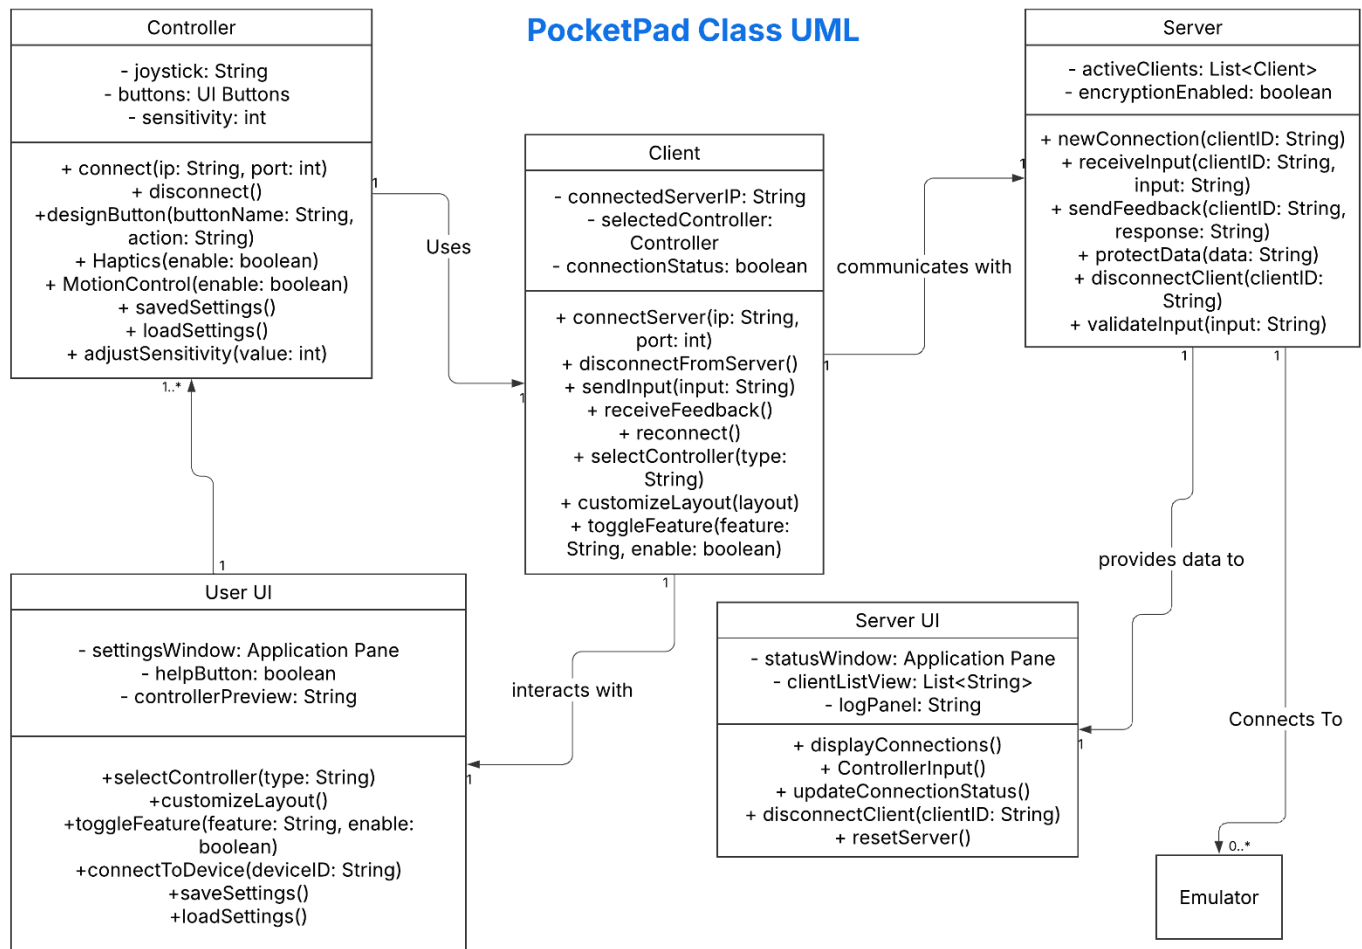 PocketPad Class UML
Controller
- joystick: String
- buttons: UI Buttons
- sensitivity: int
+ connect(ip: String, port: int)
+ disconnect()
+designButton(buttonName: String,
action: String)
+ Haptics(enable: boolean)
+ MotionControl(enable: boolean)
+ savedSettings()
+ loadSettings()
+ adjustSensitivity(value: int)
1
Uses
1
1..*
1
Client
- connectedServerIP: String
- selectedController:
Controller
- connectionStatus: boolean
+ connectServer(ip: String,
port: int)
+ disconnectFromServer()
+ sendInput(input: String)
+ receiveFeedback()
+ reconnect()
+ selectController(type:
String)
+ customizeLayout(layout)
+ toggleFeature(feature:
String, enable: boolean)
1
communicates with
1
1
interacts with
1
Server
- activeClients: List<Client>
- encryptionEnabled: boolean
+ newConnection(clientID: String)
+ receiveInput(clientID: String,
input: String)
+ sendFeedback(clientID: String,
response: String)
+ protectData(data: String)
+ disconnectClient(clientID:
String)
+ validateInput(input: String)
1
provides data to
1
1
Connects To
0..*
User UI
- settingsWindow: Application Pane
- helpButton: boolean
- controllerPreview: String
+selectController(type: String)
+customizeLayout()
+toggleFeature(feature: String, enable:
boolean)
+connectToDevice(deviceID: String)
+saveSettings()
+loadSettings()
Server UI
- statusWindow: Application Pane
- clientListView: List<String>
- logPanel: String
+ displayConnections()
+ ControllerInput()
+ updateConnectionStatus()
+ disconnectClient(clientID: String)
+ resetServer()
Emulator